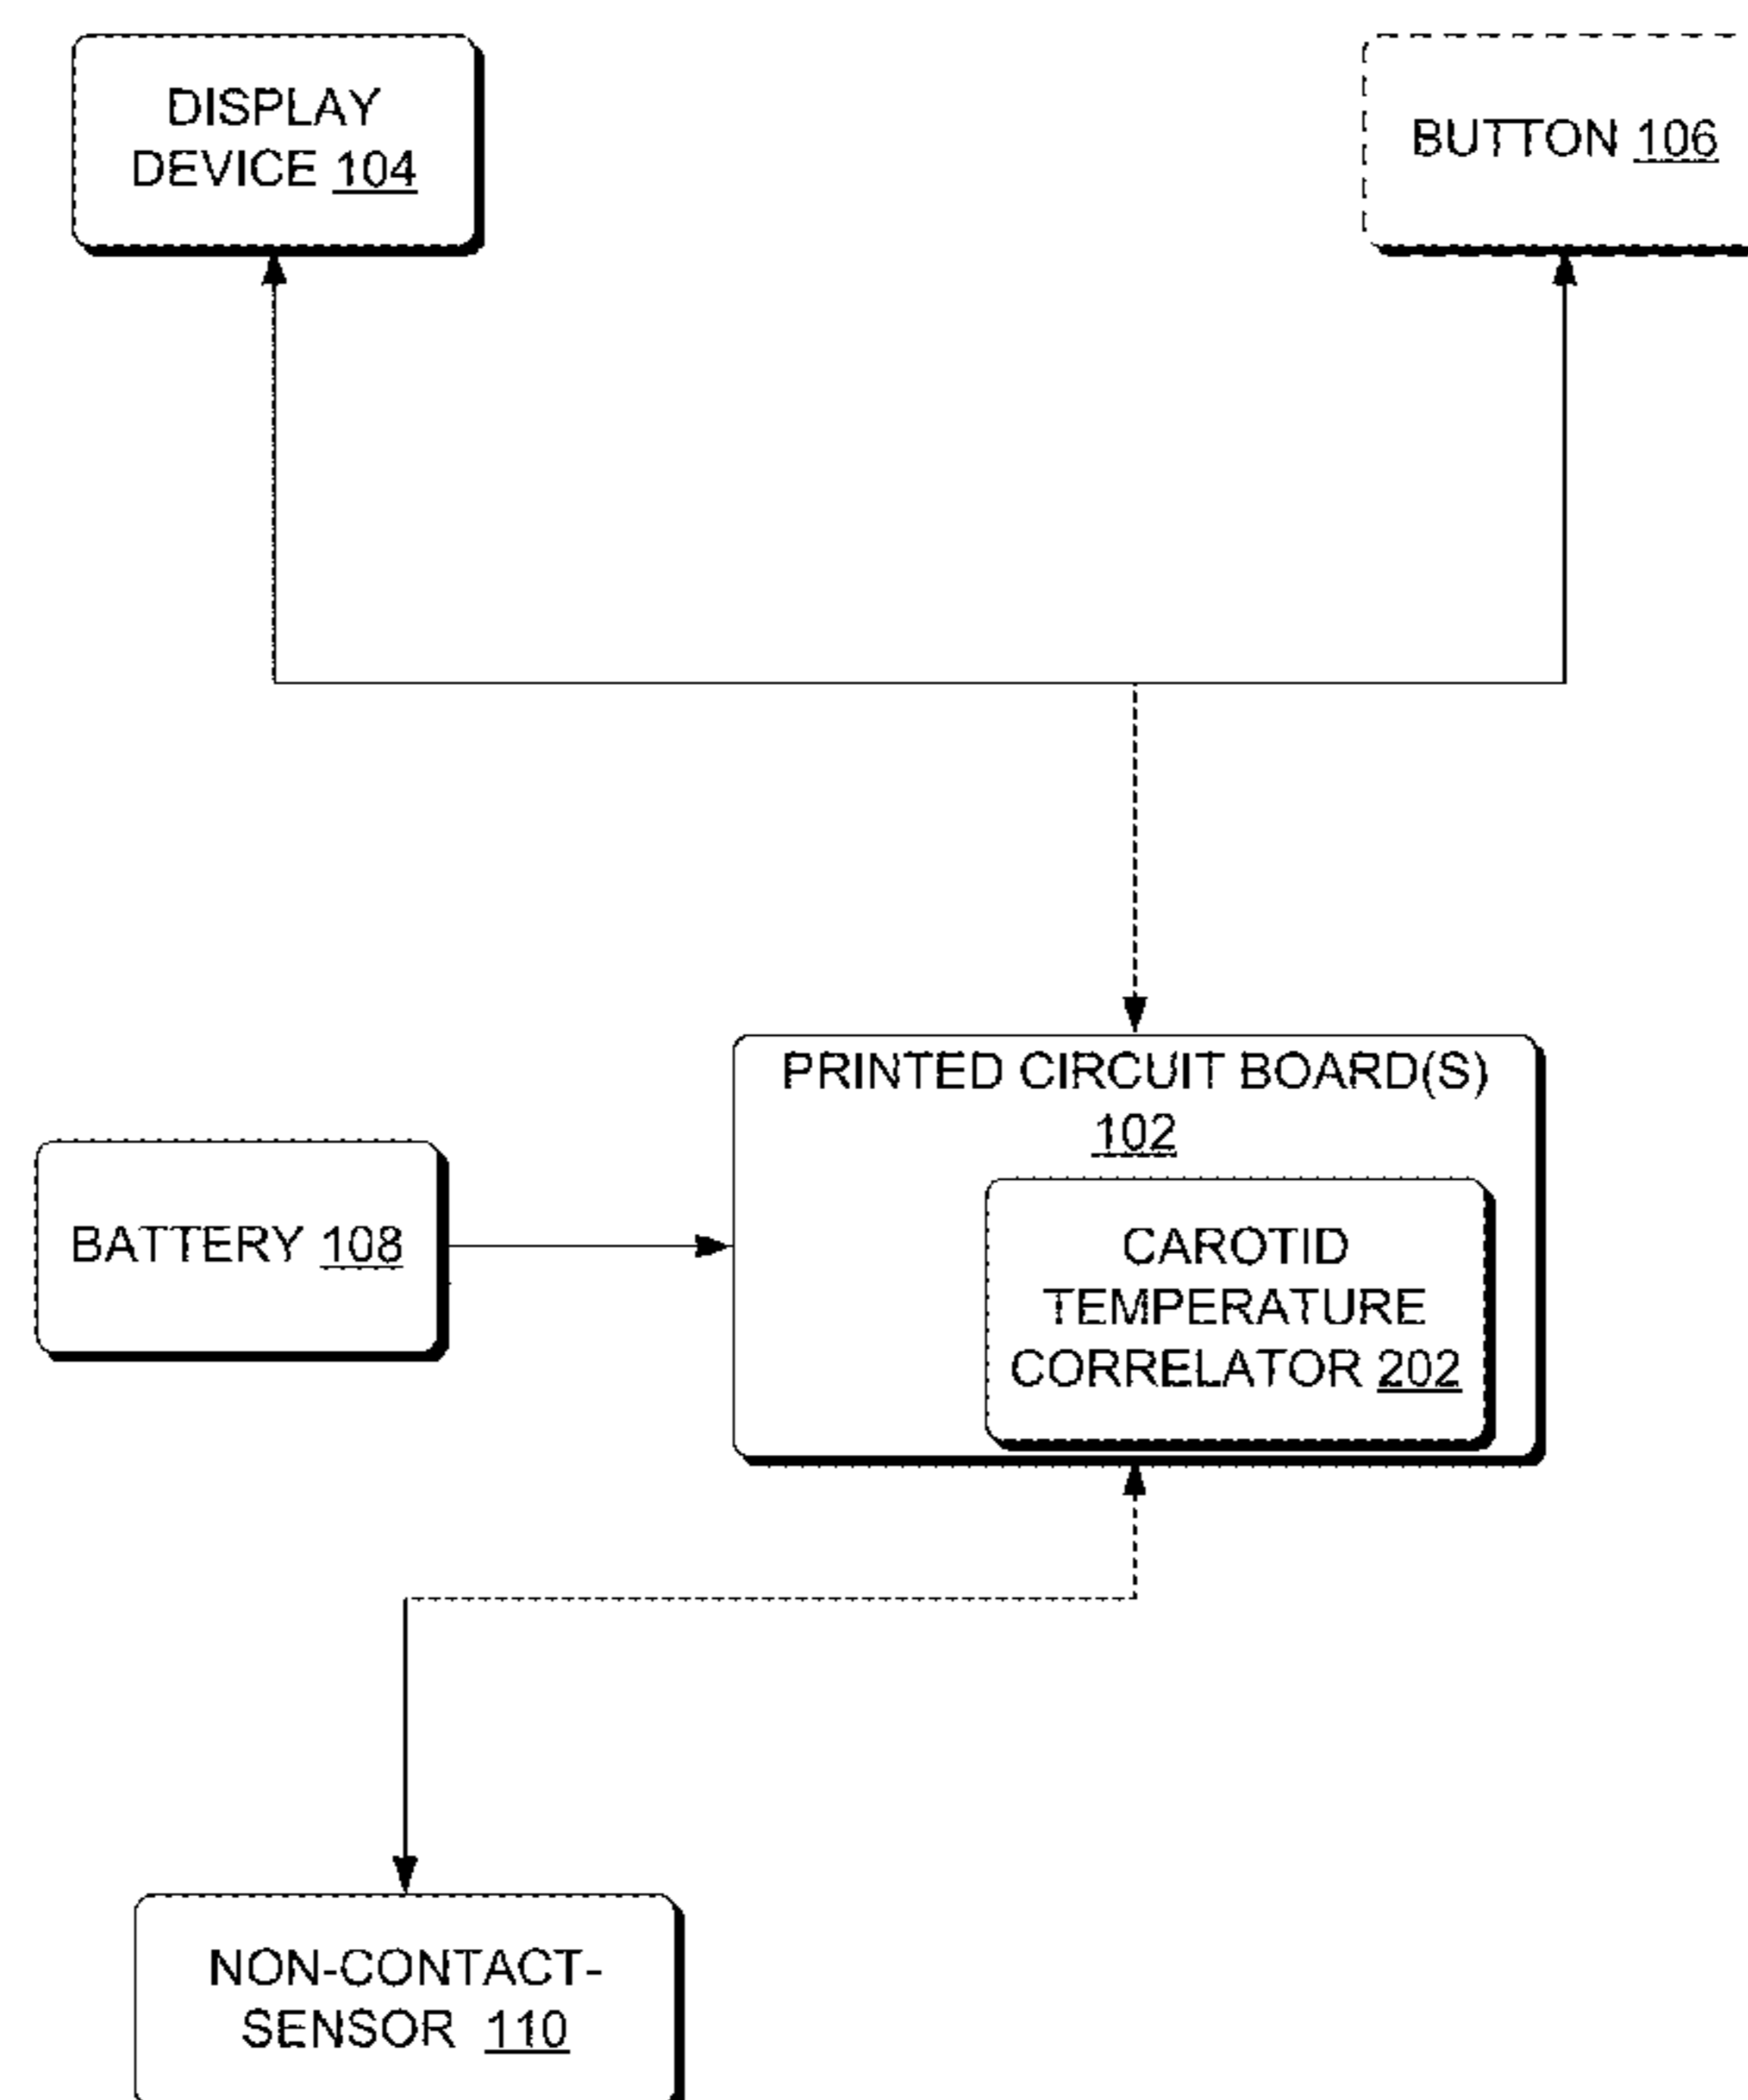 DISPLAY
DEVICE 104
BUTTON 106
PRINTED CIRCUIT BOARD(S)
102
BATTERY 108
CAROTID
TEMPERATURE
CORRELATOR 202
NON-CONTACT-
SENSOR 110